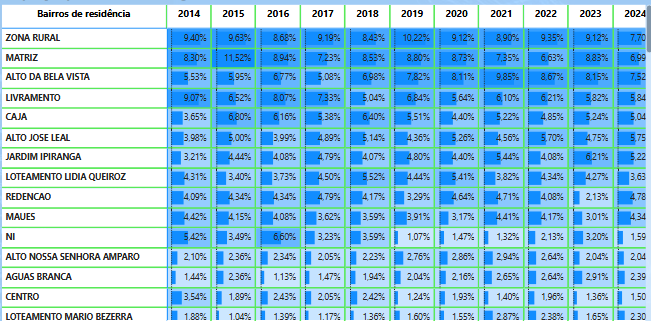 Bairros de residência 2014 2015 2016 2017 2018 2019 2020 2021 2022 2023 2024
ZONA RURAL 9,40% 9,63% 8,68% 9,19% 8,43% 10,22% 9,12% 8,90% 9,35% 9,12% 7,70
MATRIZ 8,30% 11,52% 8,94% 7,23% 8,53% 8,80% 8,73% 7,35% 6,63% 8,83% 6,99
ALTO DA BELA VISTA 5,53% 5,95% 6,77% 5,08% 6,98% 7,82% 8,11% 9,85% 8,67% 8,15% 7,52
LIVRAMENTO 9,07% 6,52% 8,07% 7,33% 5,04% 6,84% 5,64% 6,10% 6,21% 5,82% 5,84
CAJA 3,65% 6,80% 6,16% 5,38% 6,40% 5,51% 4,40% 5,22% 4,85% 5,24% 5,04
ALTO JOSE LEAL 3,98% 5,00% 3,99% 4,89% 5,14% 4,36% 5,26% 4,56% 5,70% 4,75% 5,75
JARDIM IPIRANGA 3,21% 4,44% 4,08% 4,79% 4,07% 4,80% 4,40% 5,44% 4,08% 6,21% 5,22
LOTEAMENTO LIDIA QUEIROZ 4,31% 3,40% 3,73% 4,50% 5,52% 4,44% 5,41% 3,82% 4,34% 4,27% 3,63
REDENCAO 4,09% 4,34% 4,34% 4,79% 4,17% 3,29% 4,64% 4,71% 4,08% 2,13% 4,78
MAUES 4,42% 4,15% 4,08% 3,62% 3,59% 3,91% 3,17% 4,41% 4,17% 3,01% 4,34
NI 5,42% 3,49% 6,60% 3,23% 3,59% 1,07% 1,47% 1,32% 2,13% 3,20% 1,59
ALTO NOSSA SENHORA AMPARO 2,10% 2,36% 2,34% 2,05% 2,23% 2,76% 2,86% 2,94% 2,64% 2,04% 2,04
AGUAS BRANCA 1,44% 2,36% 1,13% 1,47% 1,94% 2,04% 2,16% 2,65% 2,64% 2,91% 2,39
CENTRO 3,54% 1,89% 2,43% 2,05% 2,42% 1,24% 1,93% 1,40% 1,96% 1,36% 1,50
LOTEAMENTO MARIO BEZERRA 1,88% 1,04% 1,39% 1,17% 1,36% 1,60% 1,55% 2,87% 2,38% 1,65% 2,30